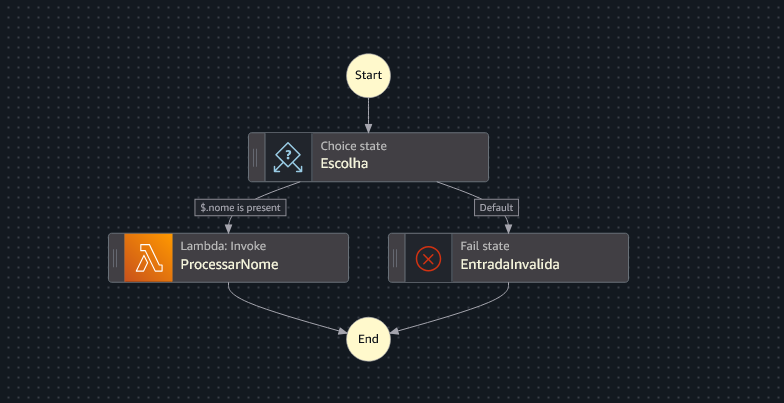 Start
Choice state
?
Escolha
$.nome is present
Default
Lambda: Invoke
ProcessarNome
Fail state
EntradaInvalida
End